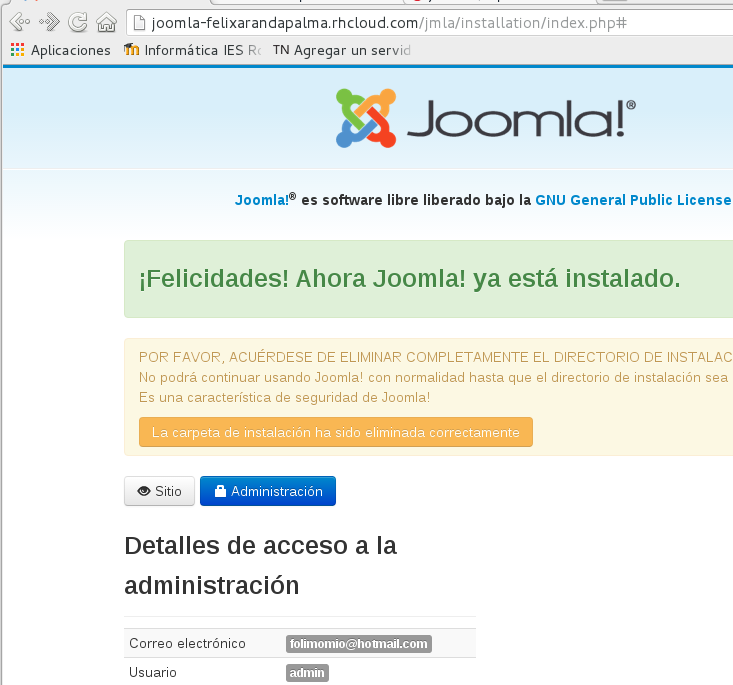 joomla-felixarandapalma.rhcloud.com/jmla/installation/index.php#
Aplicaciones Informática IES TN Agregar un servid
Joomla!®
Joomla!® es software libre liberado bajo la GNU General Public License
¡Felicidades! Ahora Joomla! ya está instalado.
POR FAVOR, ACUÉRDESE DE ELIMINAR COMPLETAMENTE EL DIRECTORIO DE INSTALAC
No podrá continuar usando Joomla! con normalidad hasta que el directorio de instalación sea
Es una característica de seguridad de Joomla!
La carpeta de instalación ha sido eliminada correctamente
Sitio Administración
Detalles de acceso a la
administración
Correo electrónico folimomio@hotmail.com
Usuario admin